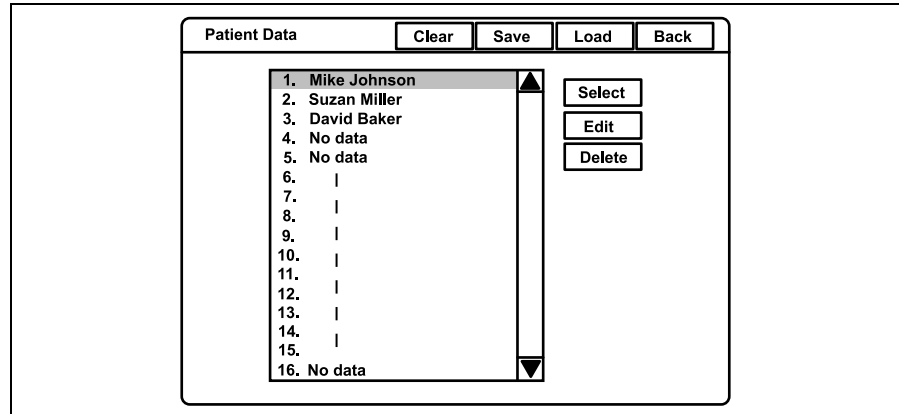 Patient Data Clear Save Load Back
1. Mike Johnson
2. Suzan Miller
3. David Baker
4. No data
5. No data
6.
7.
8.
9.
10.
11.
12.
13.
14.
15.
16. No data
Select
Edit
Delete